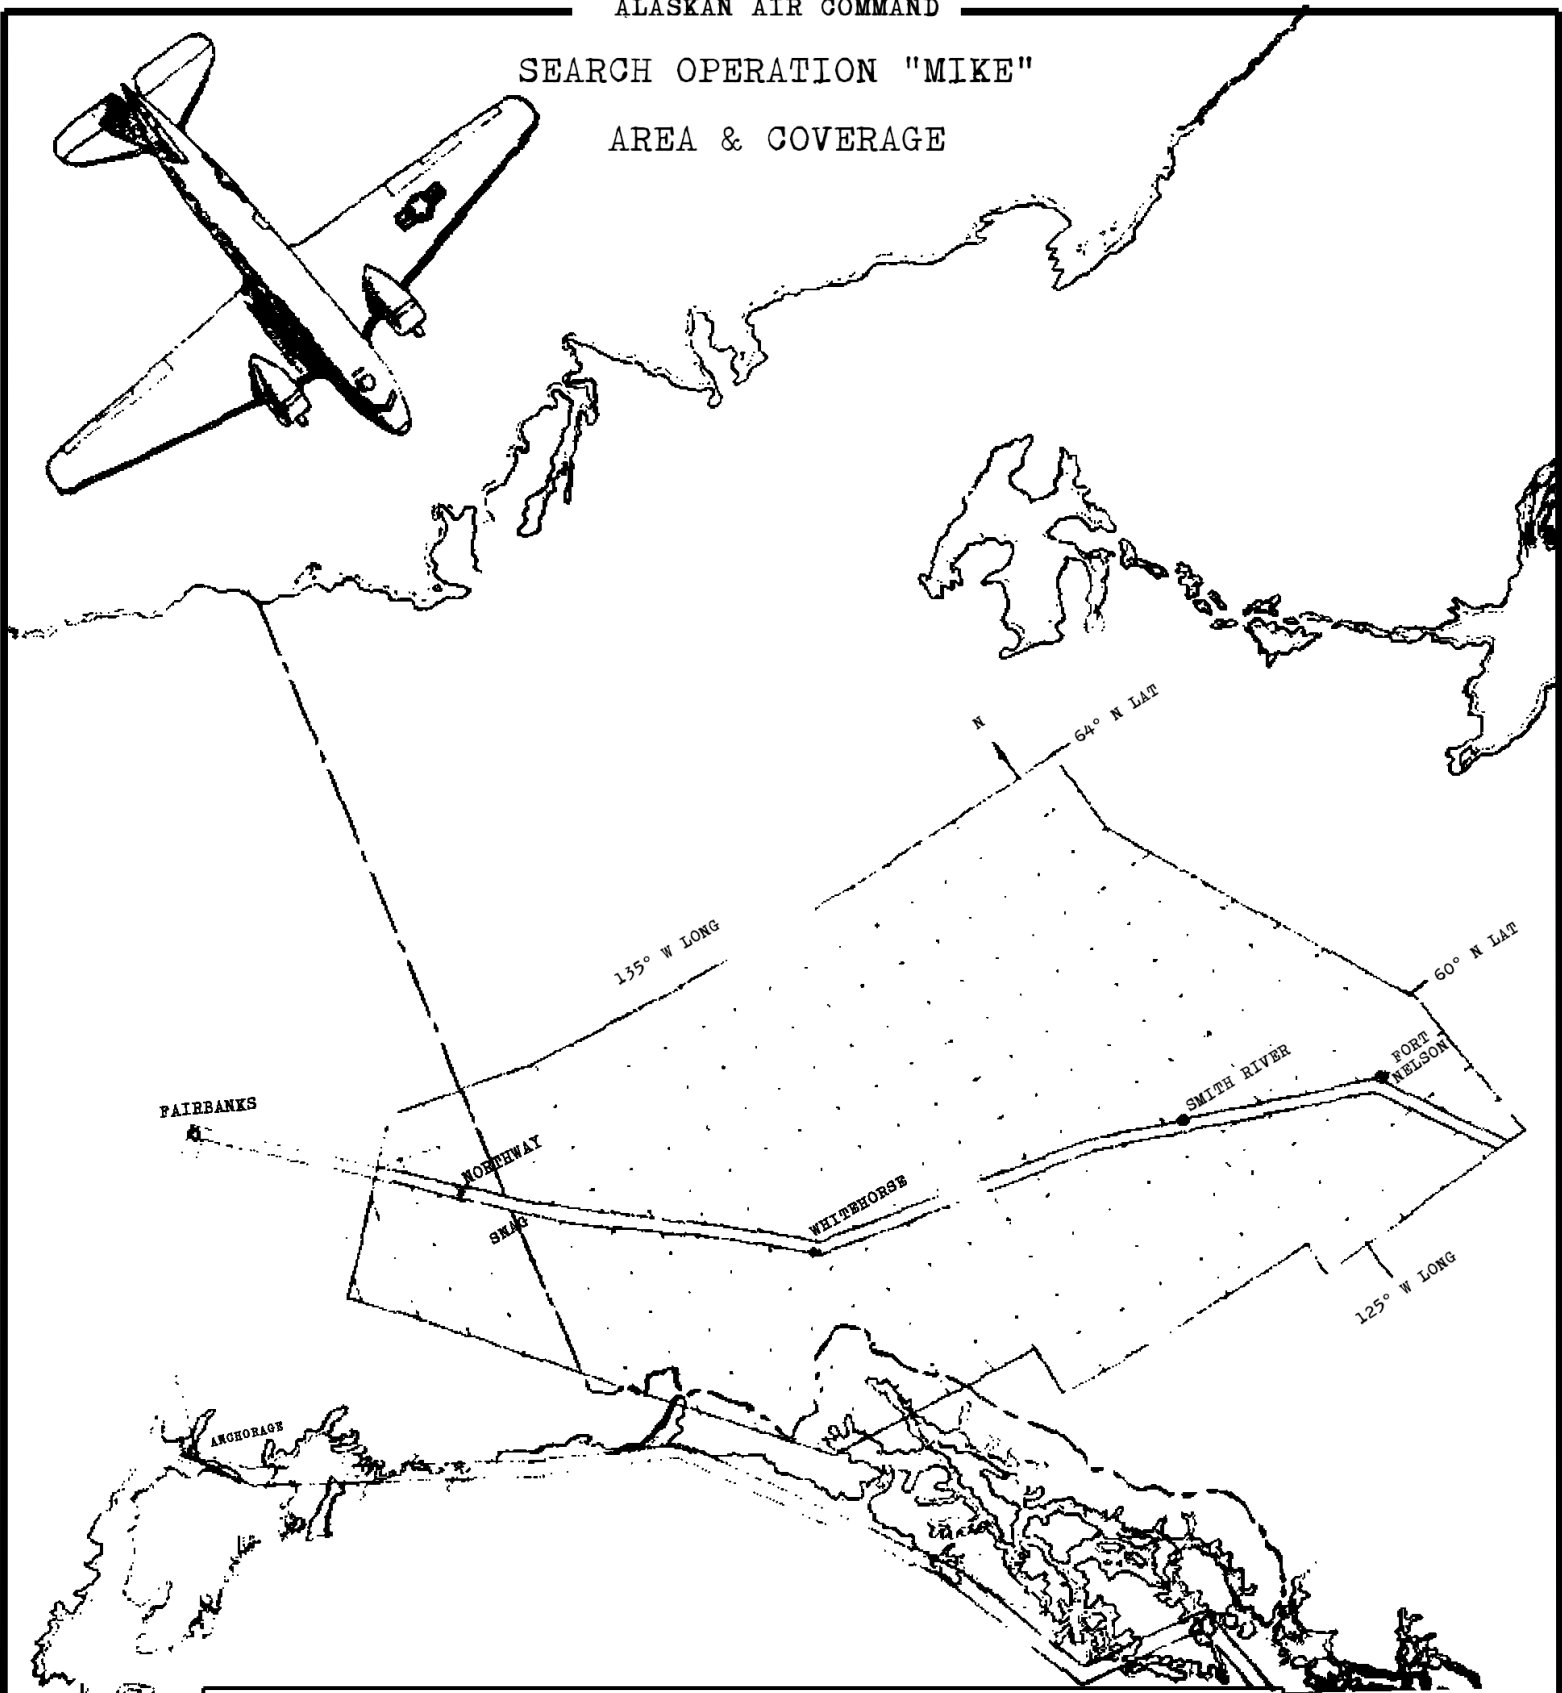 ALASKAN AIR COMMAND
SEARCH OPERATION "MIKE"
AREA & COVERAGE
N
64° N LAT
135° W LONG
60° N LAT
FORT
NELSON
SMITH RIVER
FAIRBANKS
NORTHWAY
WHITEHORSE
SNAG
125° W LONG
ANCHORAGE